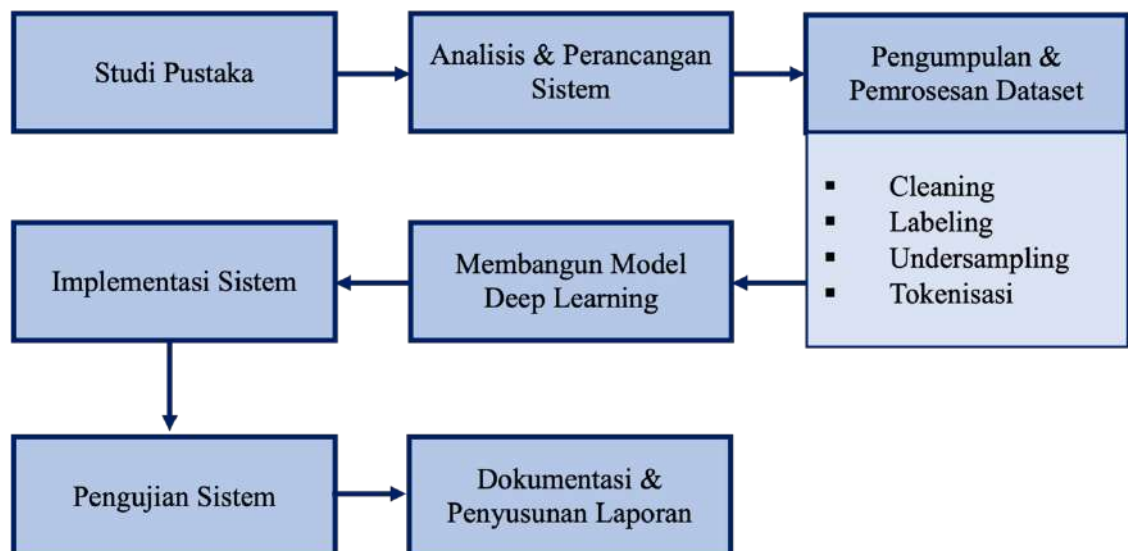 Studi Pustaka
Analisis & Perancangan
Sistem
Pengumpulan &
Pemrosesan Dataset
▪ Cleaning
▪ Labeling
▪ Undersampling
▪ Tokenisasi
Membangun Model
Deep Learning
Implementasi Sistem
Pengujian Sistem
Dokumentasi &
Penyusunan Laporan